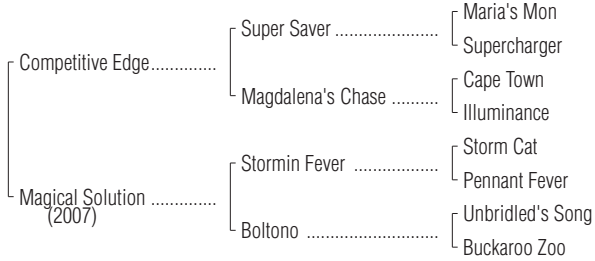 Maria's Mon
Super Saver ....................
Supercharger
Competitive Edge..............
Cape Town
Magdalena's Chase .........
Illuminance
Storm Cat
Stormin Fever ................
Pennant Fever
Magical Solution .............
(2007)
Unbridled's Song
Boltono .........................
Buckaroo Zoo